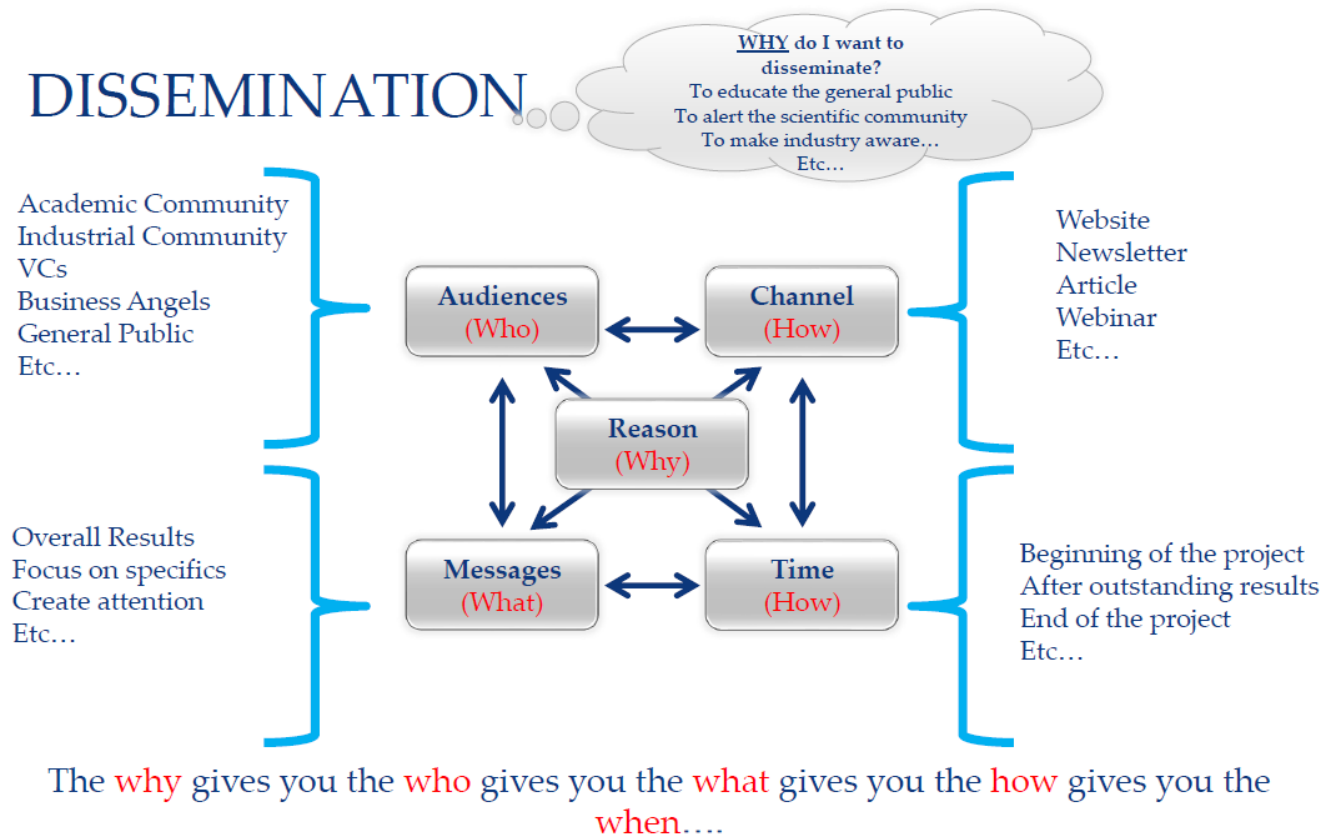 DISSEMINATION
WHY do I want to
disseminate?
To educate the general public
To alert the scientific community
To make industry aware…
Etc…
Academic Community
Industrial Community
VCs
Business Angels
General Public
Etc…
Audiences
(Who)
Channel
(How)
Website
Newsletter
Article
Webinar
Etc…
Reason
(Why)
Overall Results
Focus on specifics
Create attention
Etc…
Messages
(What)
Time
(How)
Beginning of the project
After outstanding results
End of the project
Etc…
The why gives you the who gives you the what gives you the how gives you the
when….